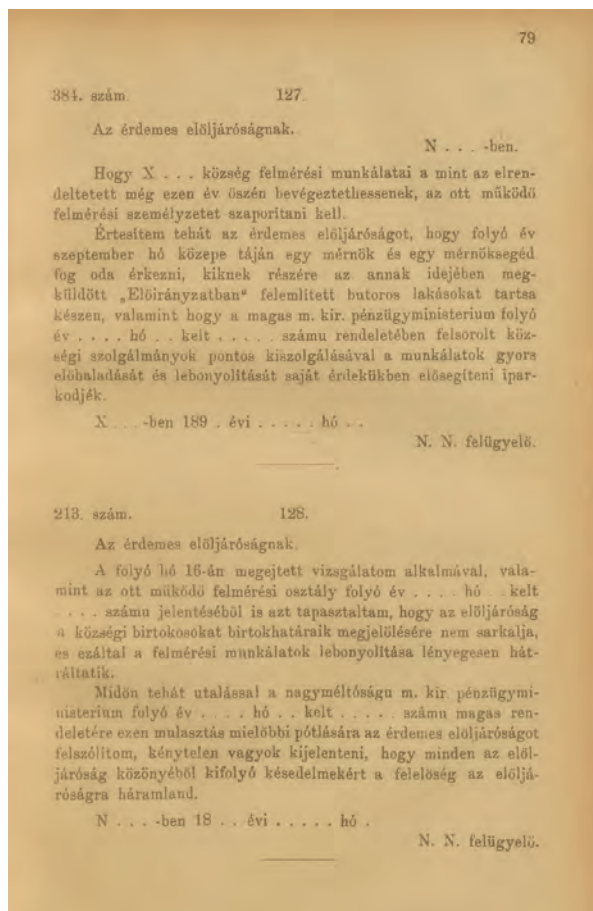 79
384. szám. 127.
Az érdemes elöljáróságnak.
N . . . -ben.
Hogy X . . . község felmérési munkálatai a mint az elren-
deltetett még ezen év őszén bevégeztethessenek, az ott müködő
felmérési személyzetet szaporitani kell.
Értesítem tehát az érdemes elöljáróságot, hogy folyó év
szeptember hó közepe táján egy mérnök és egy mérnöksegéd
fog oda érkezni, kiknek részére az annak idejében meg-
küldött „Előirányzatban“ felemlített butoros lakásokat tartsa
készen, valamint hogy a magas m. kir. pénzügyministerium folyó
év . . . . hó . . kelt . . . . . számu rendeletében felsorolt köz-
ségi szolgálmányok pontos kiszolgálásával a munkálatok gyors
előhaladását és lebonyolitását saját érdekükben elősegíteni ipar-
kodjék.
X . . . -ben 189 . évi . . . . . hó . .
N. N. felügyelő.
213. szám. 128.
Az érdemes elöljáróságnak.
A folyó hó 16-án megejtett vizsgálatom alkalmával, vala-
mint az ott müködő felmérési osztály folyó év . . . . hó . . kelt
. . . . számu jelentéséből is azt tapasztaltam, hogy az elöljáróság
a községi birtokosokat birtokhatáraik megjelölésére nem sarkalja,
és ezáltal a felmérési munkálatok lebonyolitása lényegesen hát-
ráltatik.
Midőn tehát utalással a nagyméltóságu m. kir. pénzügymi-
nisterium folyó év . . . . hó . . kelt . . . . . számu magas ren-
deletére ezen mulasztás mielőbbi pótlására az érdemes elöljáróságot
felszólitom, kénytelen vagyok kijelenteni, hogy minden az elöl-
járóság közönyéből kifolyó késedelmekért a felelőség az elöljá-
róságra háramland.
N . . . -ben 18 . . évi . . . . . hó .
N. N. felügyelő.